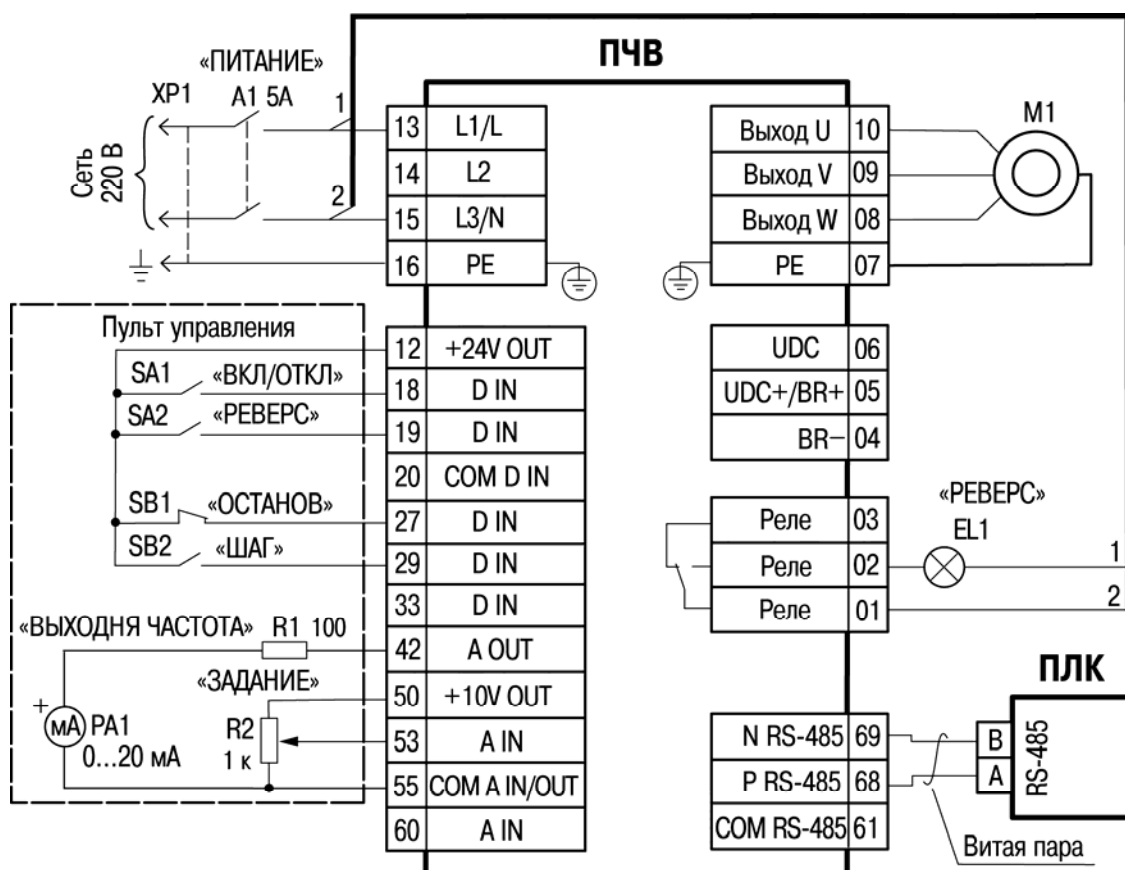 ПЧВ
«ПИТАНИЕ»
XP1
A1 5A
1
2
Сеть
220 В
13 L1/L
14 L2
15 L3/N
16 PE
Выход U 10
Выход V 09
Выход W 08
PE 07
M1
Пульт управления
SA1 «ВКЛ/ОТКЛ»
SA2 «РЕВЕРС»
SB1 «ОСТАНОВ»
SB2 «ШАГ»
«ВЫХОДНЯ ЧАСТОТА» R1 100
«ЗАДАНИЕ»
+
мА PA1
0...20 мА
R2
1 к
12 +24V OUT
18 D IN
19 D IN
20 COM D IN
27 D IN
29 D IN
33 D IN
42 A OUT
50 +10V OUT
53 A IN
55 COM A IN/OUT
60 A IN
UDC 06
UDC+/BR+ 05
BR− 04
Реле 03
Реле 02
Реле 01
«РЕВЕРС»
EL1
1
2
ПЛК
N RS-485 69
P RS-485 68
COM RS-485 61
B
A
RS-485
Витая пара